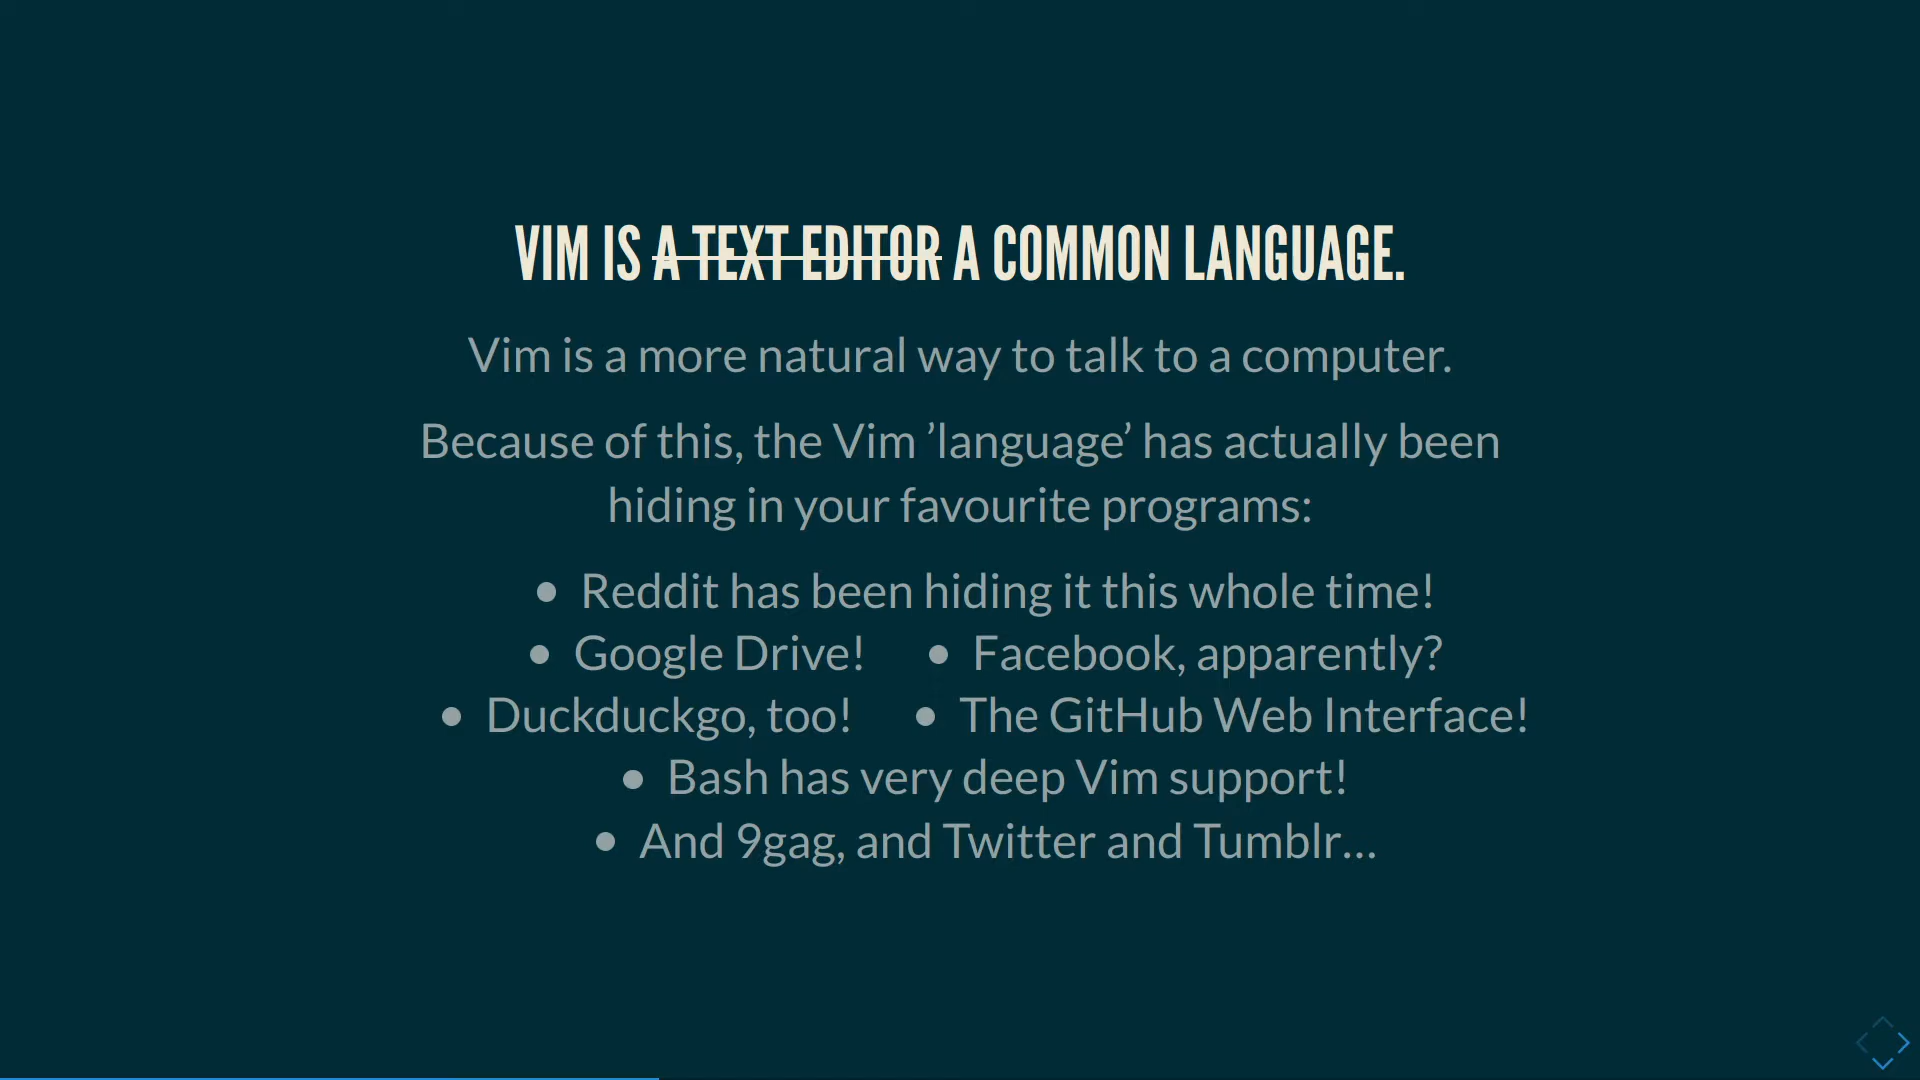 VIM IS A TEXT EDITOR A COMMON LANGUAGE.
Vim is a more natural way to talk to a computer.
Because of this, the Vim ’language’ has actually been
hiding in your favourite programs:
● Reddit has been hiding it this whole time!
● Google Drive! ● Facebook, apparently?
● Duckduckgo, too! ● The GitHub Web Interface!
● Bash has very deep Vim support!
● And 9gag, and Twitter and Tumblr…